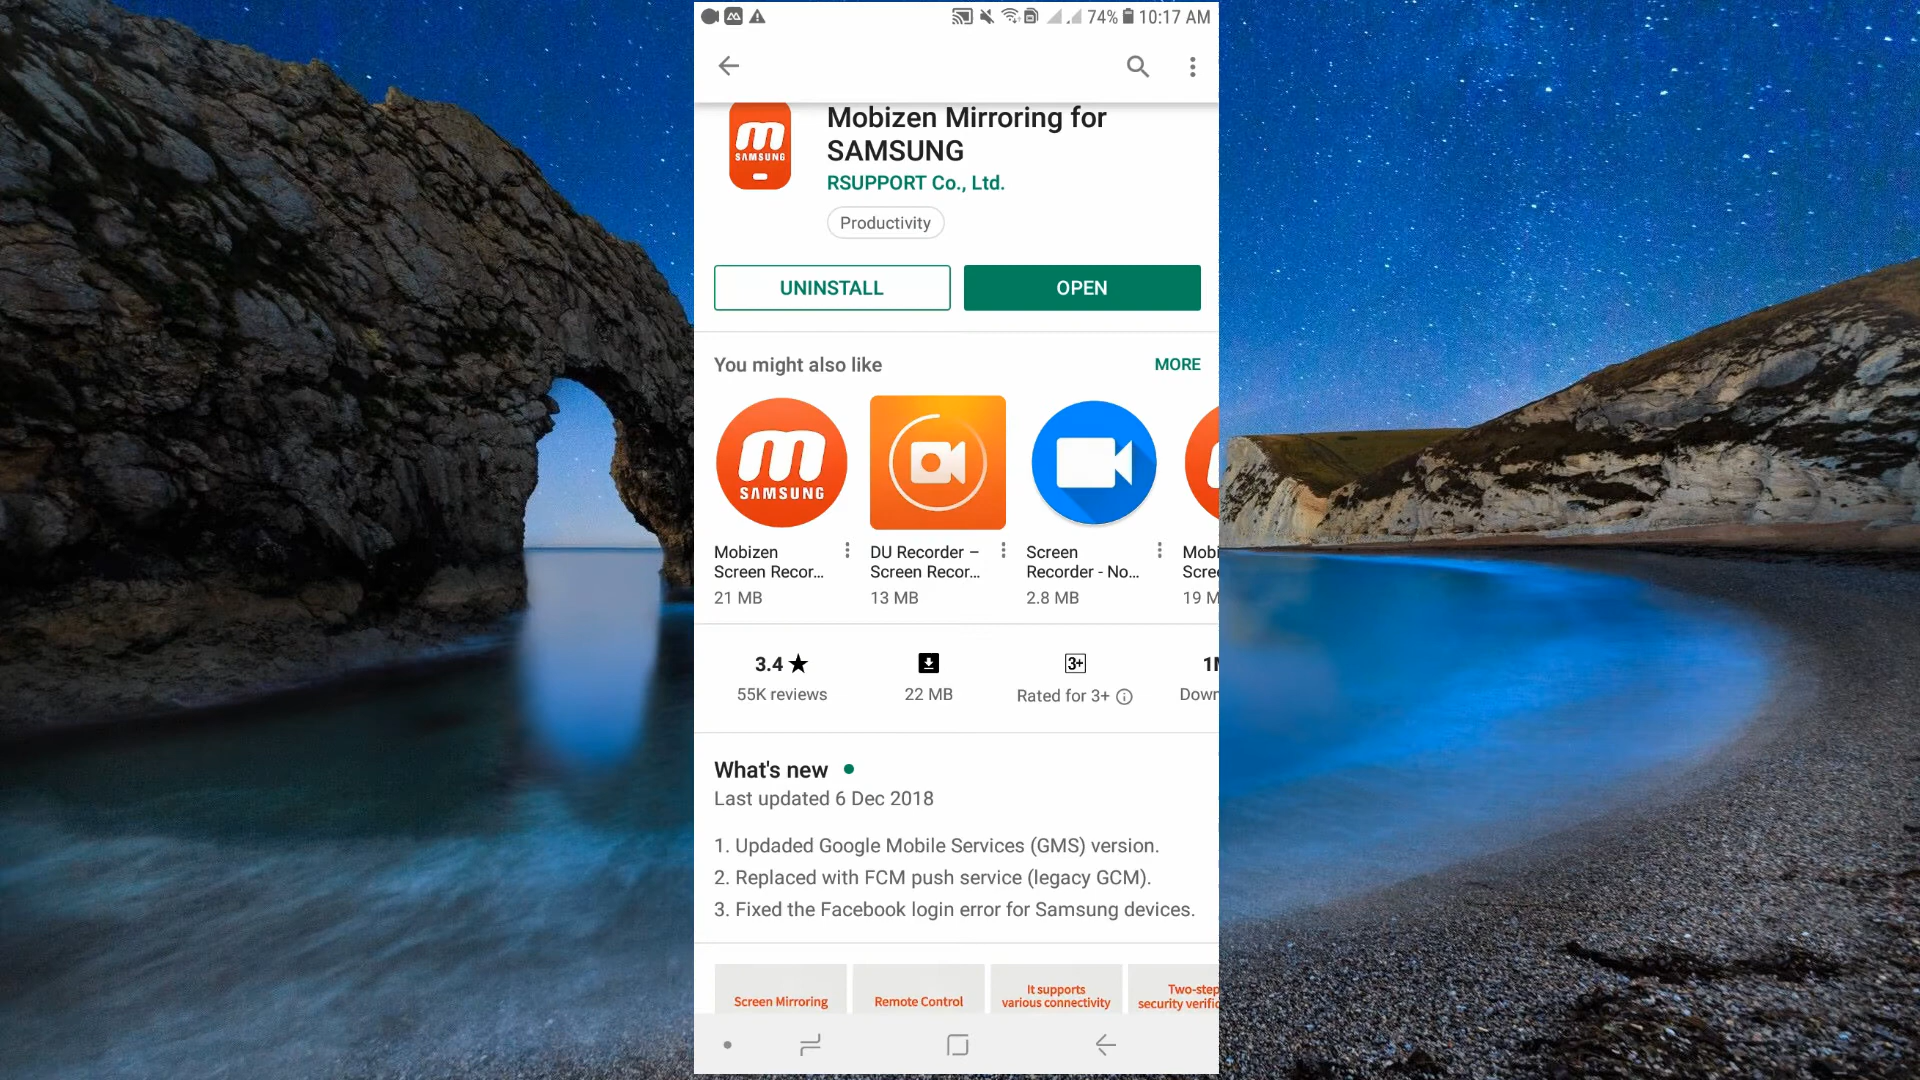 74% 10:17 AM
Mobizen Mirroring for
SAMSUNG
RSUPPORT Co., Ltd.
m
SAMSUNG
Productivity
UNINSTALL
OPEN
You might also like
MORE
m
SAMSUNG
Mobizen
Screen Recor...
21 MB
DU Recorder –
Screen Recor...
13 MB
Screen
Recorder - No...
2.8 MB
Mobi
Scre
19 M
3.4 ★
55K reviews
22 MB
3+
Rated for 3+
Down
What's new
Last updated 6 Dec 2018
1. Updaded Google Mobile Services (GMS) version.
2. Replaced with FCM push service (legacy GCM).
3. Fixed the Facebook login error for Samsung devices.
Screen Mirroring
Remote Control
It supports
various connectivity
Two-step
security verific